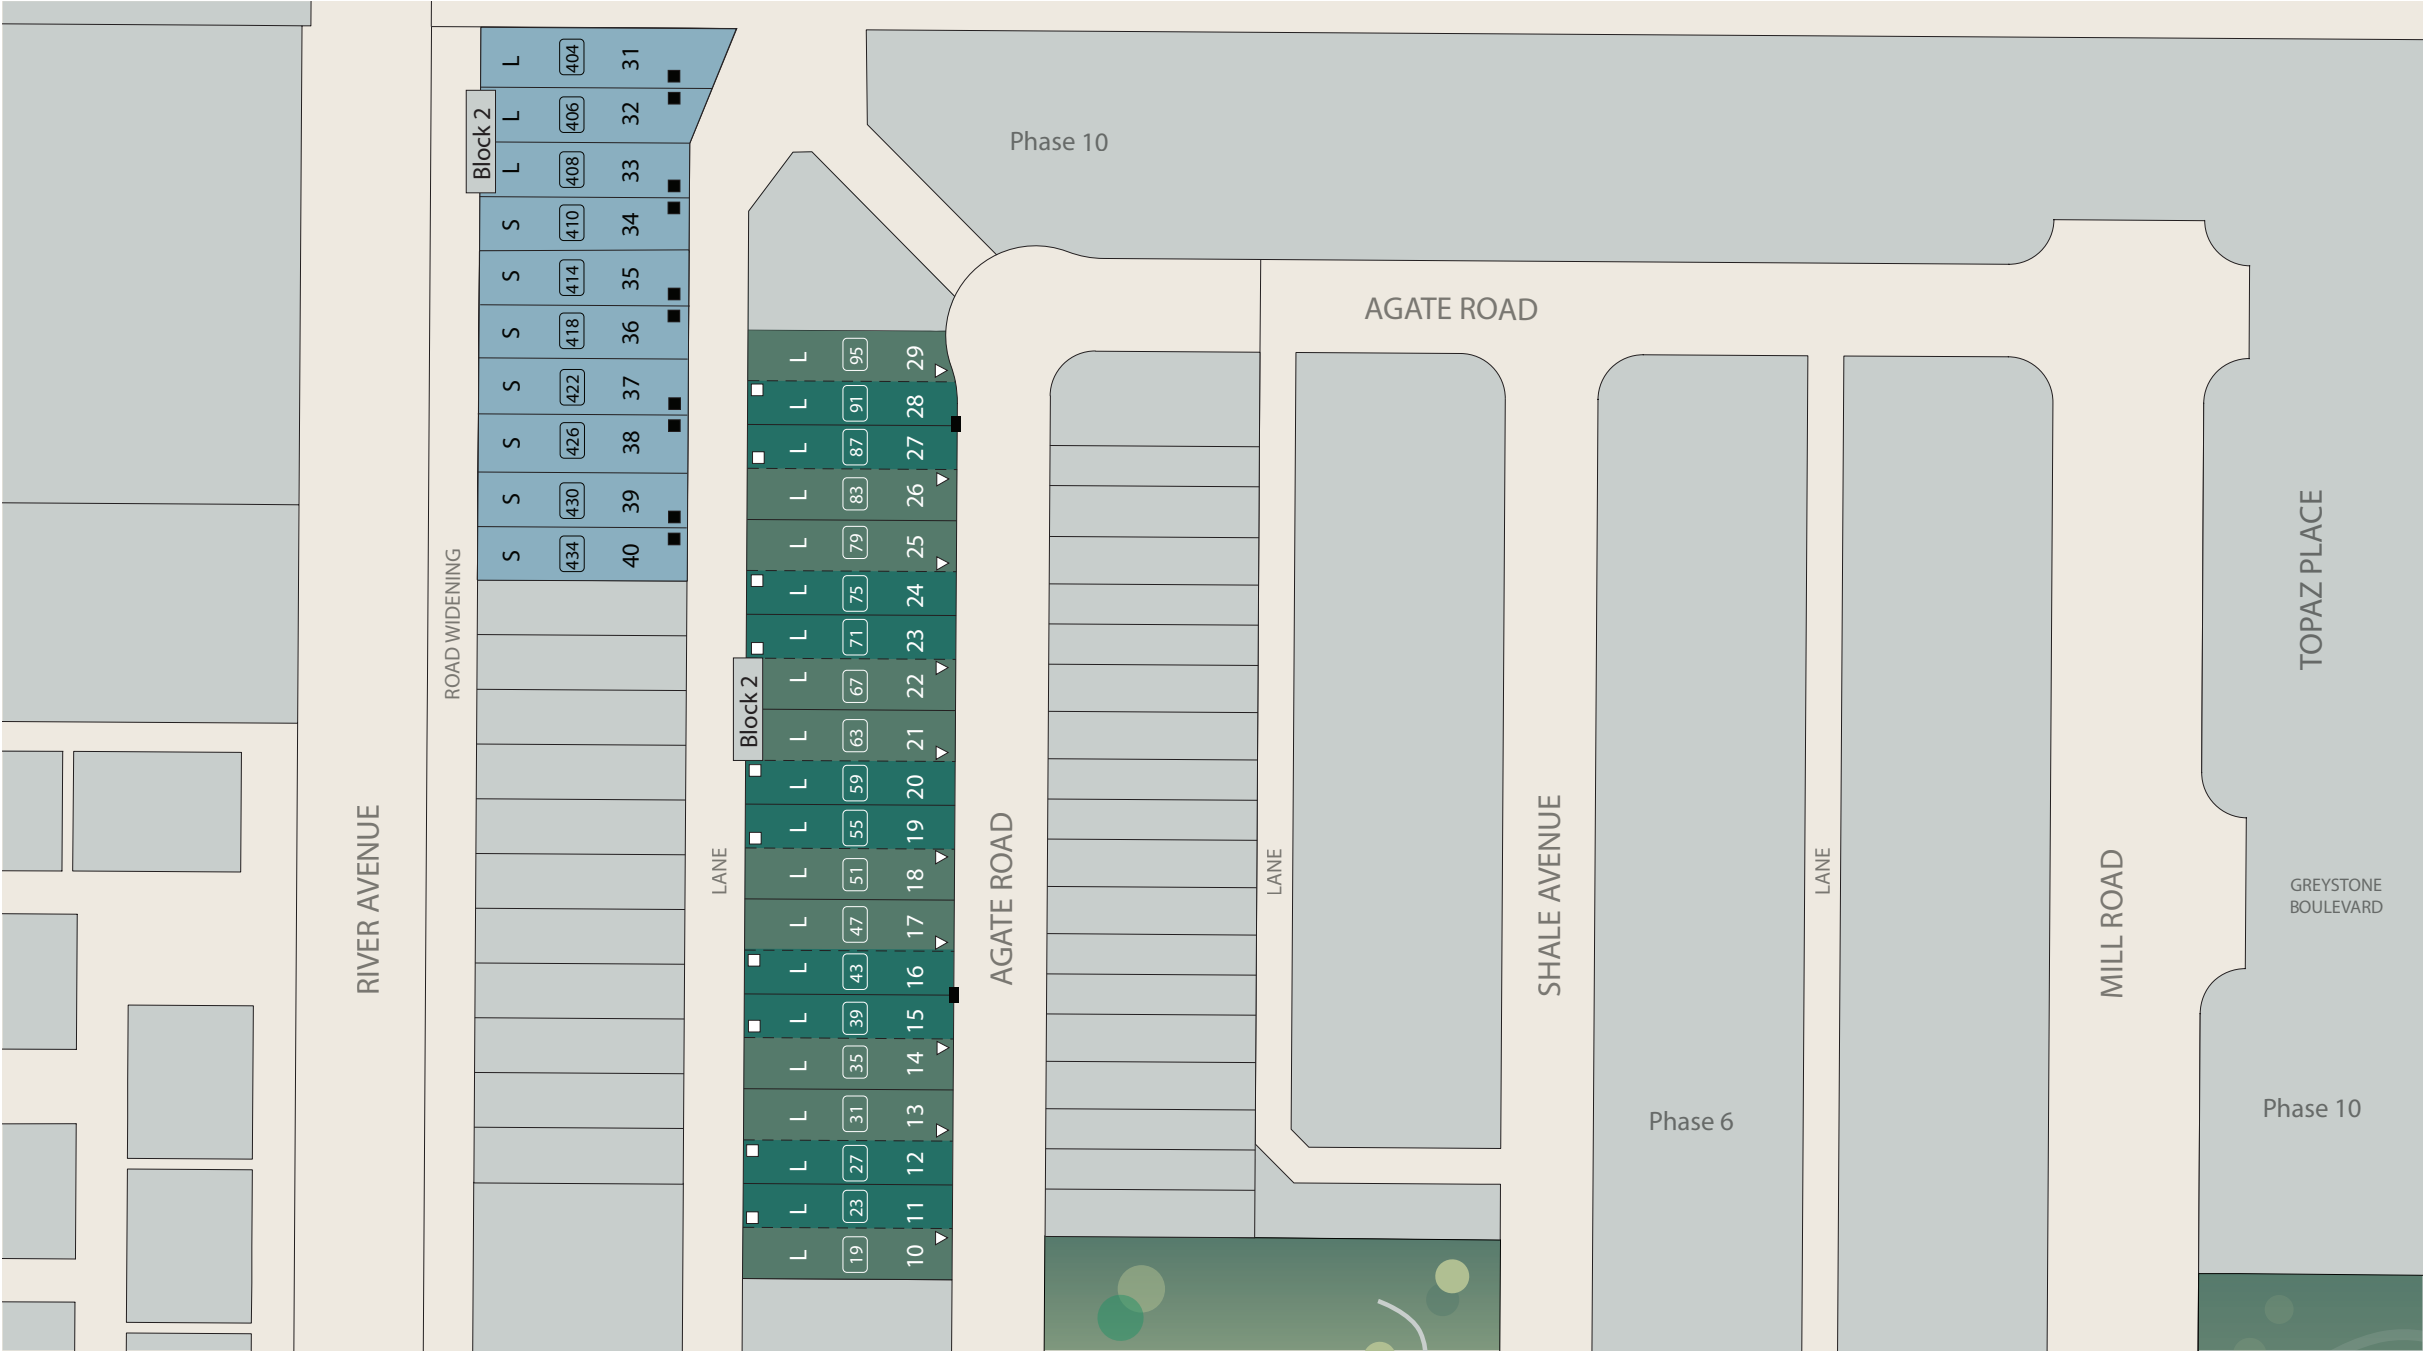 L 404 31
L 406 32
Block 2
L 408 33
S 410 34
S 414 35
S 418 36
S 422 37
S 426 38
S 430 39
S 434 40
ROAD WIDENING
RIVER AVENUE
LANE
L 95 29
L 91 28
L 87 27
L 83 26
L 79 25
L 75 24
L 71 23
L 67 22
Block 2
L 63 21
L 59 20
L 55 19
L 51 18
L 47 17
L 43 16
L 39 15
L 35 14
L 31 13
L 27 12
L 23 11
L 19 10
AGATE ROAD
Phase 10
AGATE ROAD
LANE
SHALE AVENUE
Phase 6
LANE
MILL ROAD
TOPAZ PLACE
GREYSTONE
BOULEVARD
Phase 10